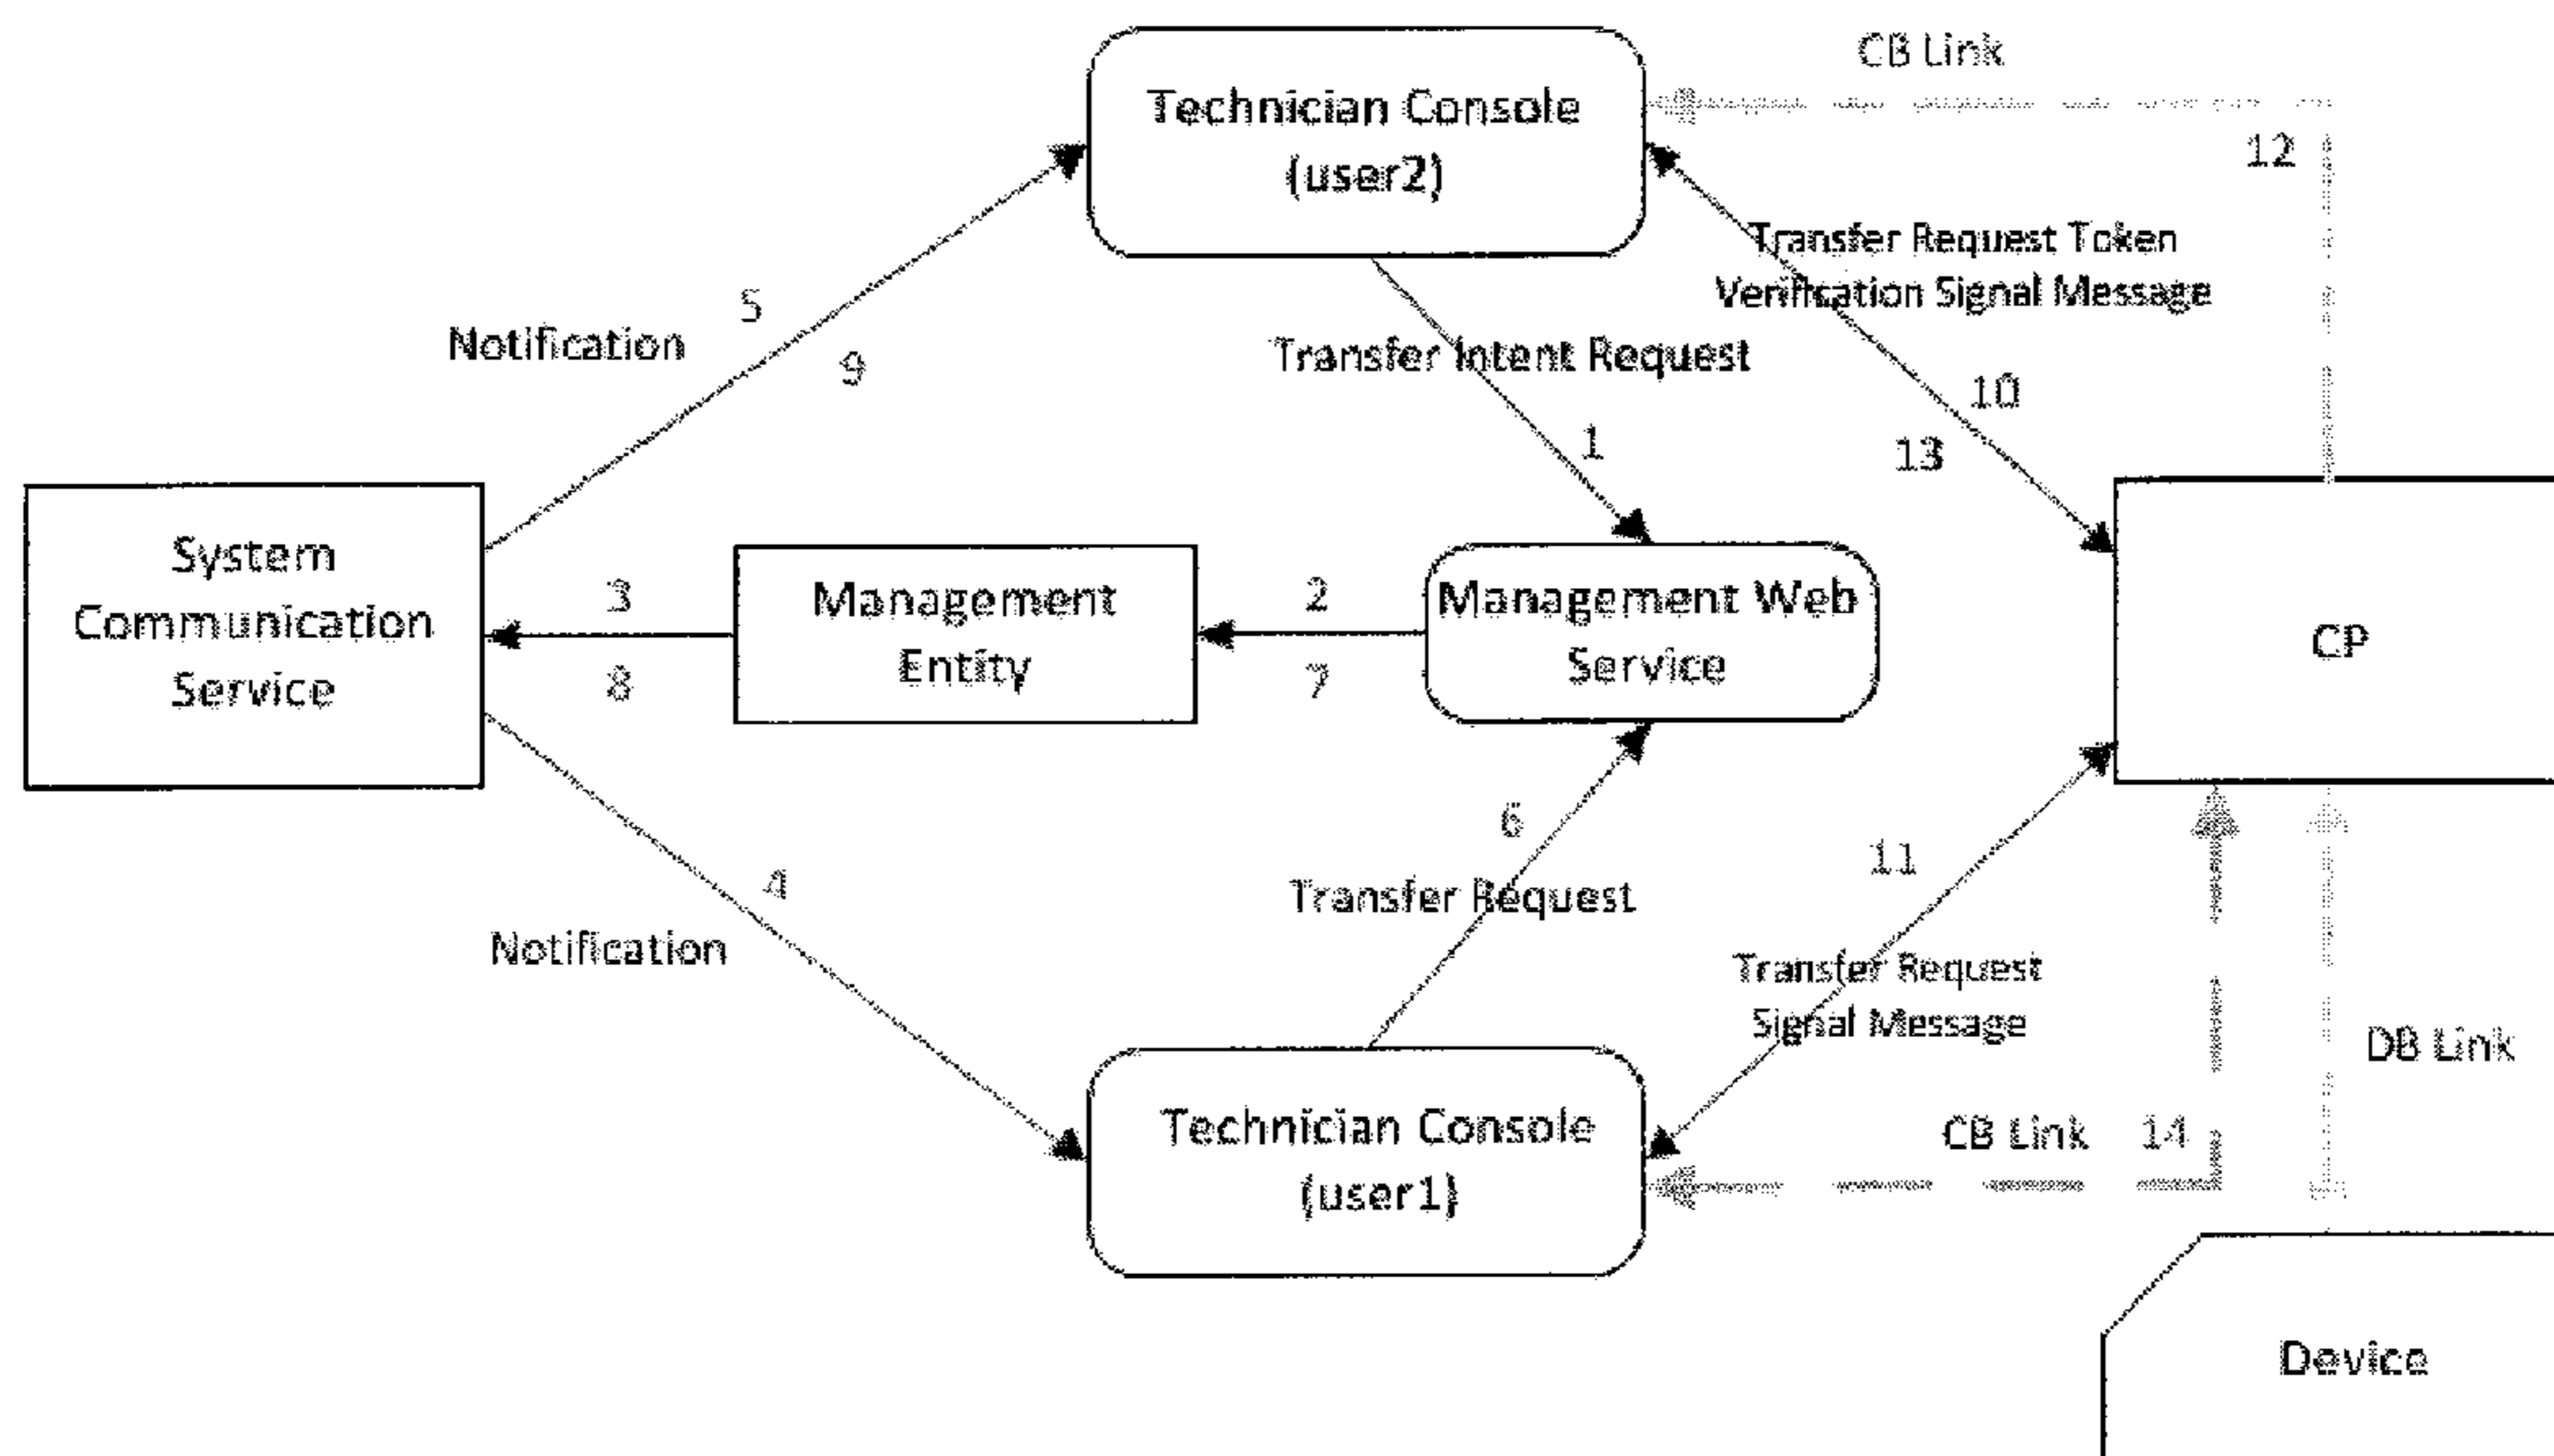 CB Link
Technician Console
(user2)
12
Transfer Request Token
Verification Signal Message
5
Notification
9
Transfer Intent Request
10
1
13
System
Communication
Service
3
8
Management
Entity
2
7
Management Web
Service
CP
6
4
11
Transfer Request
Notification
Transfer Request
Signal Message
DB Link
CB Link
14
Technician Console
(user1)
Device